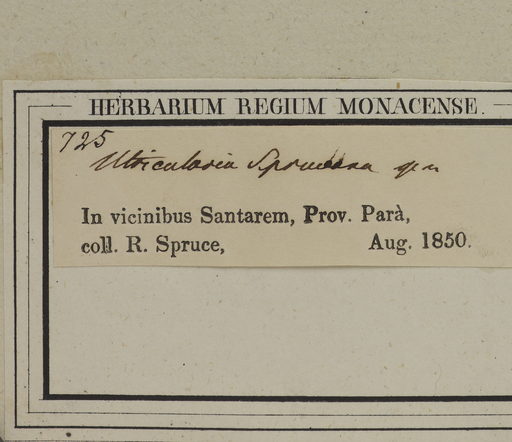 HERBARIUM REGIUM MONACENSE.
725
Utricularia Spruceana
In vicinibus Santarem, Prov. Parà,
coll. R. Spruce, Aug. 1850.